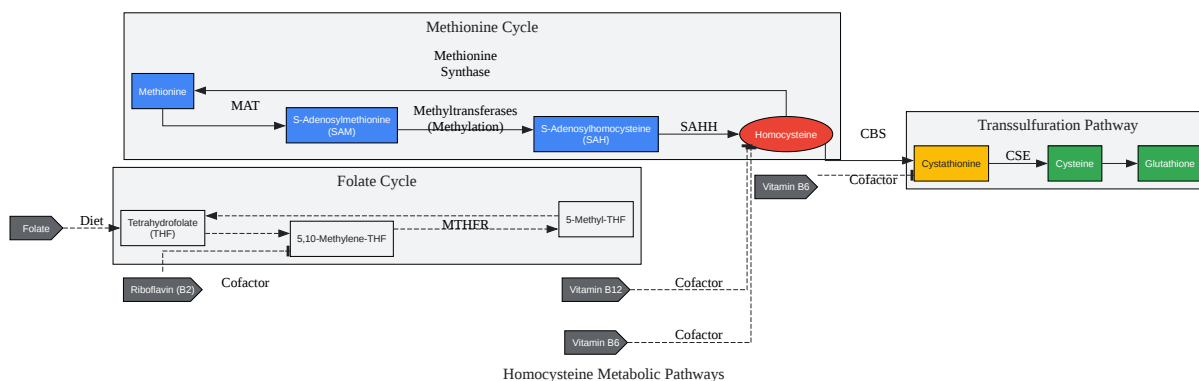 Methionine Cycle
Methionine
Synthase
Methionine
MAT
S-Adenosylmethionine
(SAM)
Methyltransferases
(Methylation)
S-Adenosylhomocysteine
(SAH)
SAHH
Homocysteine
CBS
Transsulfuration Pathway
Cystathionine
CSE
Cysteine
Glutathione
Vitamin B6
Cofactor
Folate Cycle
Folate
Diet
Tetrahydrofolate
(THF)
5,10-Methylene-THF
MTHFR
5-Methyl-THF
Riboflavin (B2)
Cofactor
Vitamin B12
Cofactor
Vitamin B6
Cofactor
Homocysteine Metabolic Pathways